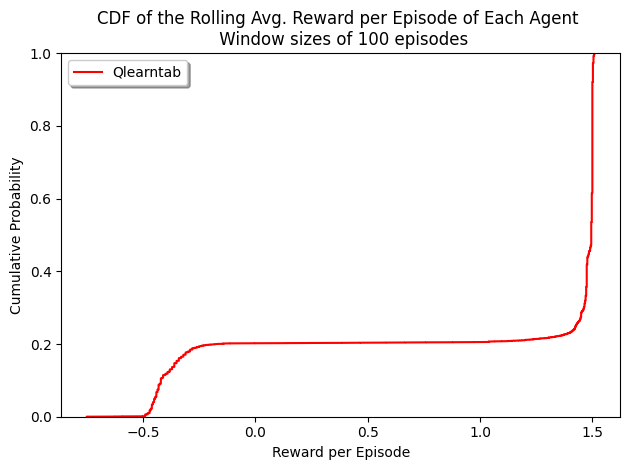 CDF of the Rolling Avg. Reward per Episode of Each Agent
Window sizes of 100 episodes
Qlearntab
Cumulative Probability
1.0
0.8
0.6
0.4
0.2
0.0
−0.5
0.0
0.5
1.0
1.5
Reward per Episode